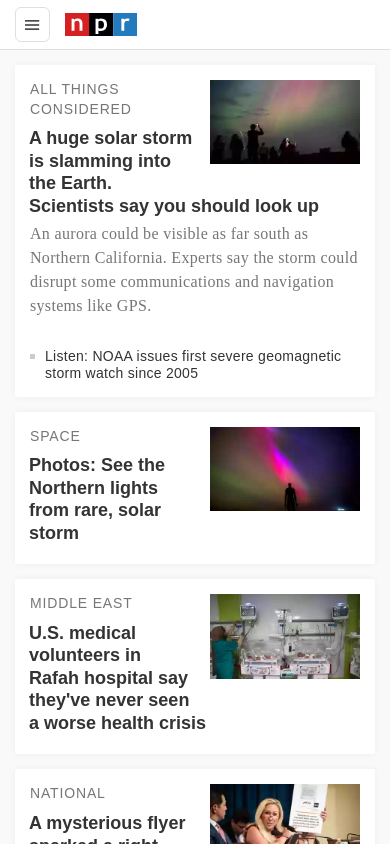 npr
ALL THINGS
CONSIDERED
A huge solar storm
is slamming into
the Earth.
Scientists say you should look up
An aurora could be visible as far south as
Northern California. Experts say the storm could
disrupt some communications and navigation
systems like GPS.
Listen: NOAA issues first severe geomagnetic
storm watch since 2005
SPACE
Photos: See the
Northern lights
from rare, solar
storm
MIDDLE EAST
U.S. medical
volunteers in
Rafah hospital say
they've never seen
a worse health crisis
NATIONAL
A mysterious flyer
sparked a right